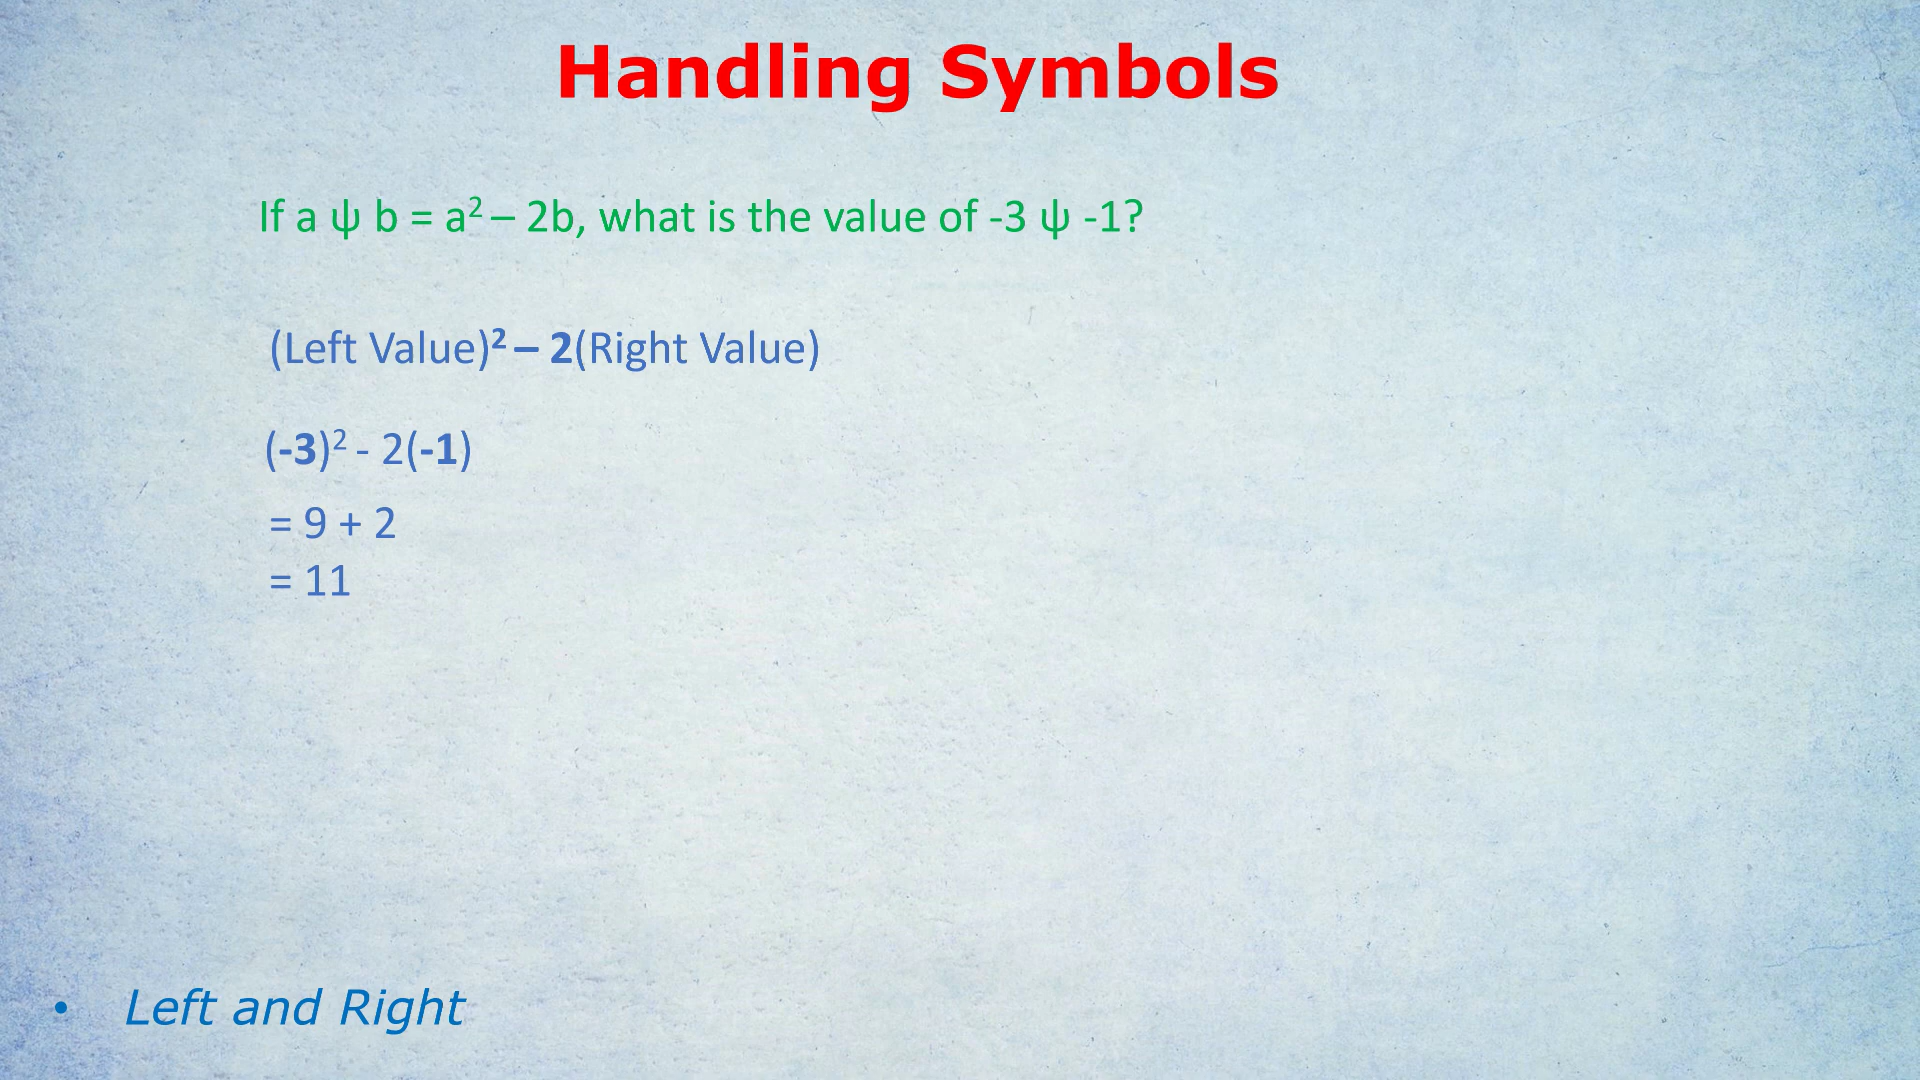 Handling Symbols
If a ψ b = a² – 2b, what is the value of -3 ψ -1?
(Left Value)² – 2(Right Value)
(-3)² - 2(-1)
= 9 + 2
= 11
• Left and Right